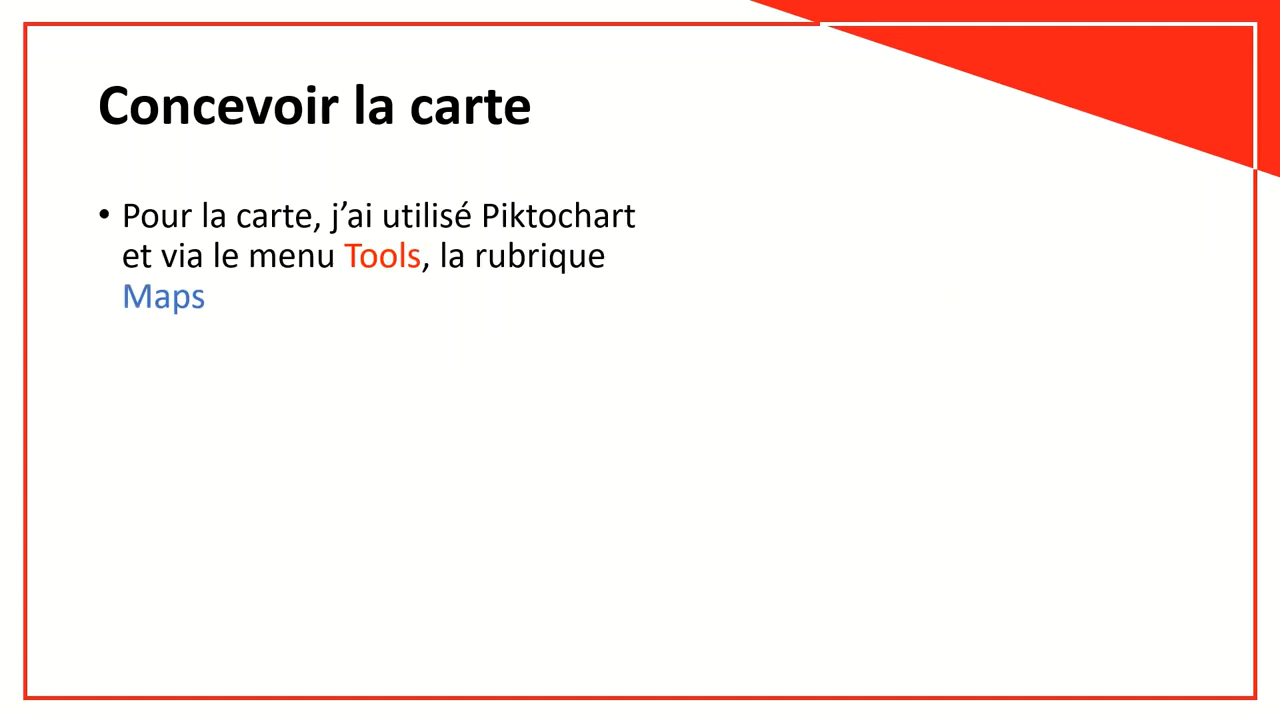 Concevoir la carte
• Pour la carte, j’ai utilisé Piktochart
et via le menu Tools, la rubrique
Maps